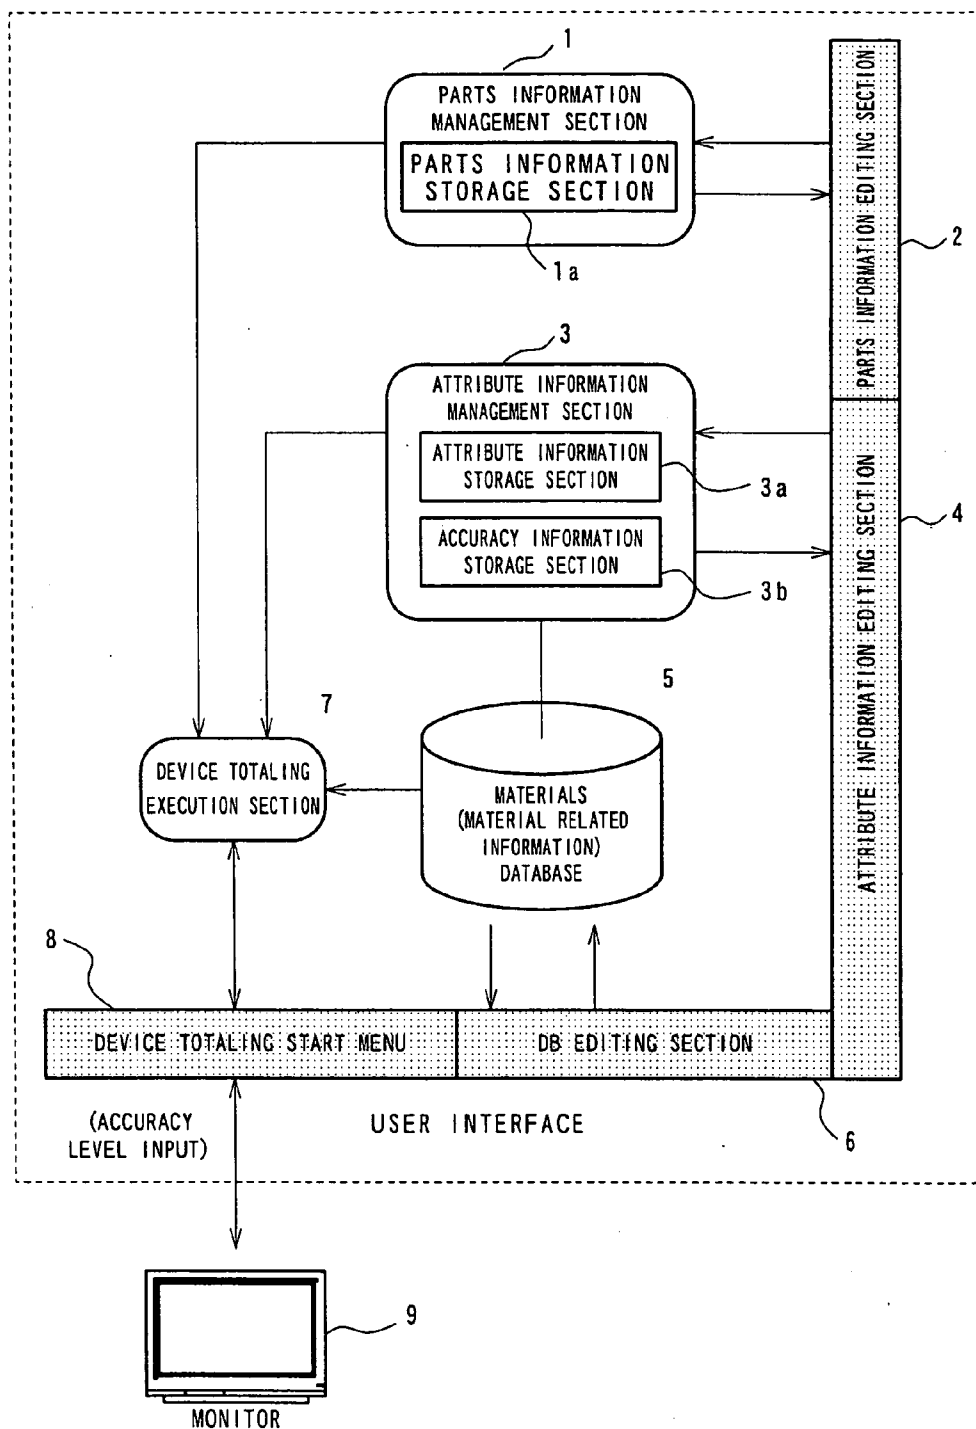 1
PARTS INFORMATION
MANAGEMENT SECTION
PARTS INFORMATION
STORAGE SECTION
1a
PARTS INFORMATION EDITING SECTION
2
3
ATTRIBUTE INFORMATION
MANAGEMENT SECTION
ATTRIBUTE INFORMATION
STORAGE SECTION
3a
ACCURACY INFORMATION
STORAGE SECTION
3b
ATTRIBUTE INFORMATION EDITING SECTION
4
5
MATERIALS
(MATERIAL RELATED
INFORMATION)
DATABASE
7
DEVICE TOTALING
EXECUTION SECTION
8
DEVICE TOTALING START MENU
DB EDITING SECTION
6
(ACCURACY
LEVEL INPUT)
USER INTERFACE
9
MONITOR